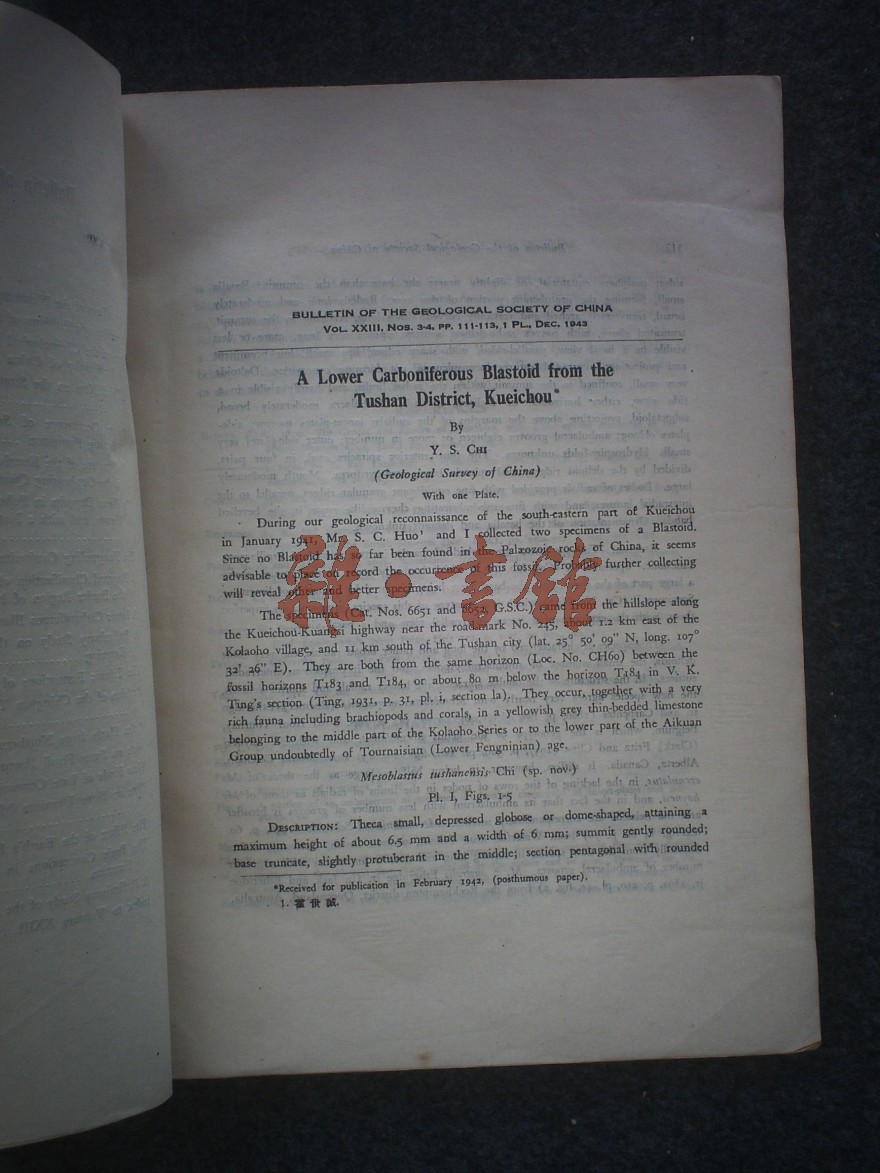 BULLETIN OF THE GEOLOGICAL SOCIETY OF CHINA
VOL. XXIII, NOS. 3-4, PP. 111-113, 1 PL., DEC. 1943
A Lower Carboniferous Blastoid from the
Tushan District, Kueichou*
By
Y. S. CHI
(Geological Survey of China)
With one Plate.
During our geological reconnaissance of the south-eastern part of Kueichou
in January 1941, Mr. S. C. Huo¹ and I collected two specimens of a Blastoid.
Since no Blastoid has so far been found in the Palæozoic rocks of China, it seems
advisable to place on record the occurrence of this fossil. Probably further collecting
will reveal other and better specimens.
The specimens (Cat. Nos. 6651 and 6652, G.S.C.) came from the hillslope along
the Kueichou-Kuangsi highway near the roadmark No. 245, about 1.2 km east of the
Kolaoho village, and 11 km south of the Tushan city (lat. 25° 50' 09" N, long. 107°
32' 26" E). They are both from the same horizon (Loc. No. CH60) between the
fossil horizons T183 and T184, or about 80 m below the horizon T184 in V. K.
Ting's section (Ting, 1931, p. 31, pl. i, section 1a). They occur, together with a very
rich fauna including brachiopods and corals, in a yellowish grey thin-bedded limestone
belonging to the middle part of the Kolaoho Series or to the lower part of the Aikuan
Group undoubtedly of Tournaisian (Lower Fengninian) age.
Mesoblastus tushanensis Chi (sp. nov.)
Pl. I, Figs. 1-5
DESCRIPTION: Theca small, depressed globose or dome-shaped, attaining a
maximum height of about 6.5 mm and a width of 6 mm; summit gently rounded;
base truncate, slightly protuberant in the middle; section pentagonal with rounded
*Received for publication in February 1942, (posthumous paper).
1. 霍世誠.
雜·書館